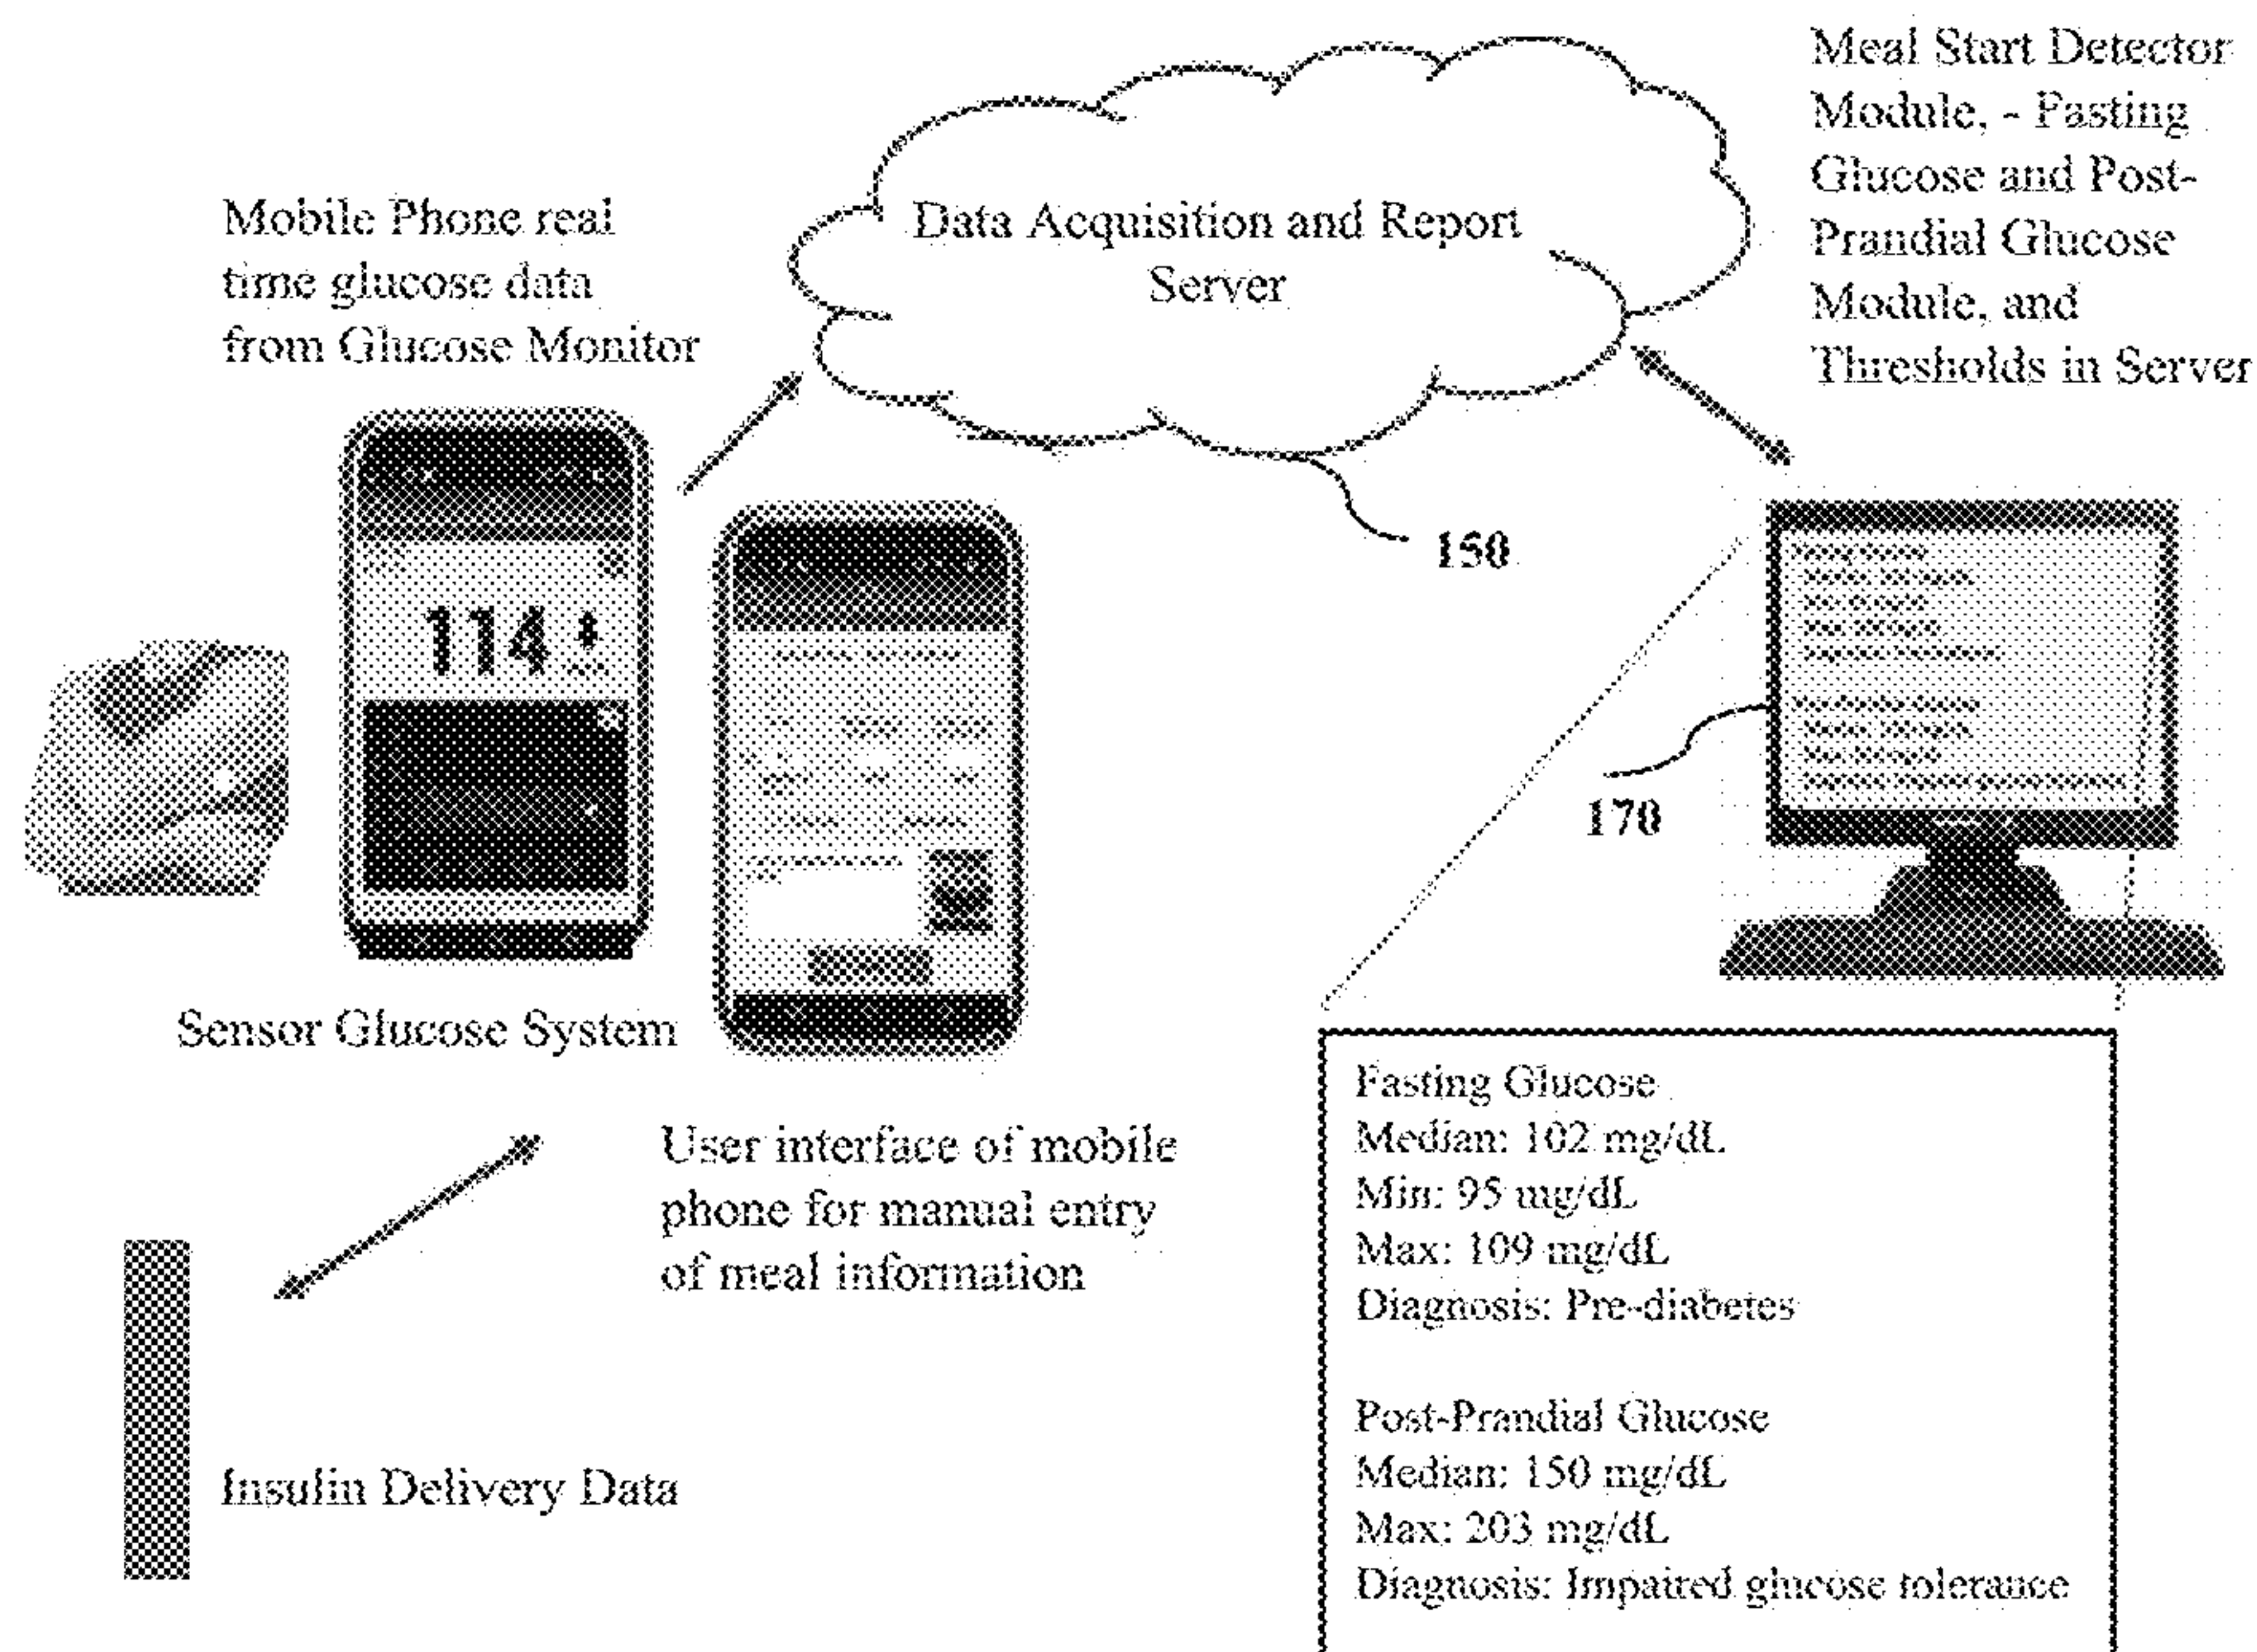 Mobile Phone real
time glucose data
from Glucose Monitor
Data Acquisition and Report
Server
Meal Start Detector
Module, - Fasting
Glucose and Post-
Prandial Glucose
Module, and
Thresholds in Server
150
114
170
Sensor Glucose System
User interface of mobile
phone for manual entry
of meal information
Insulin Delivery Data
Fasting Glucose
Median: 102 mg/dL
Min: 95 mg/dL
Max: 109 mg/dL
Diagnosis: Pre-diabetes
Post-Prandial Glucose
Median: 150 mg/dL
Max: 203 mg/dL
Diagnosis: Impaired glucose tolerance